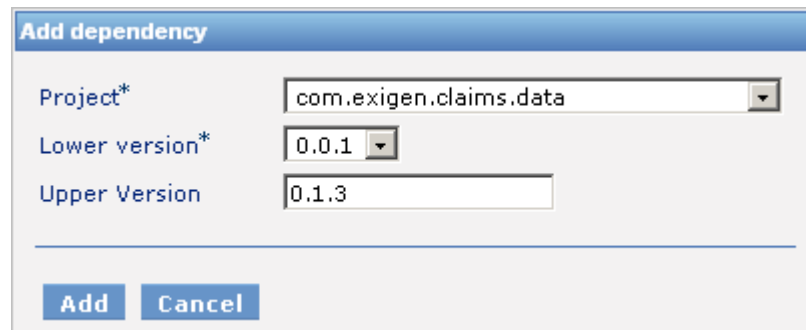 Add dependency
Project* com.exigen.claims.data
Lower version* 0.0.1
Upper Version 0.1.3
Add Cancel